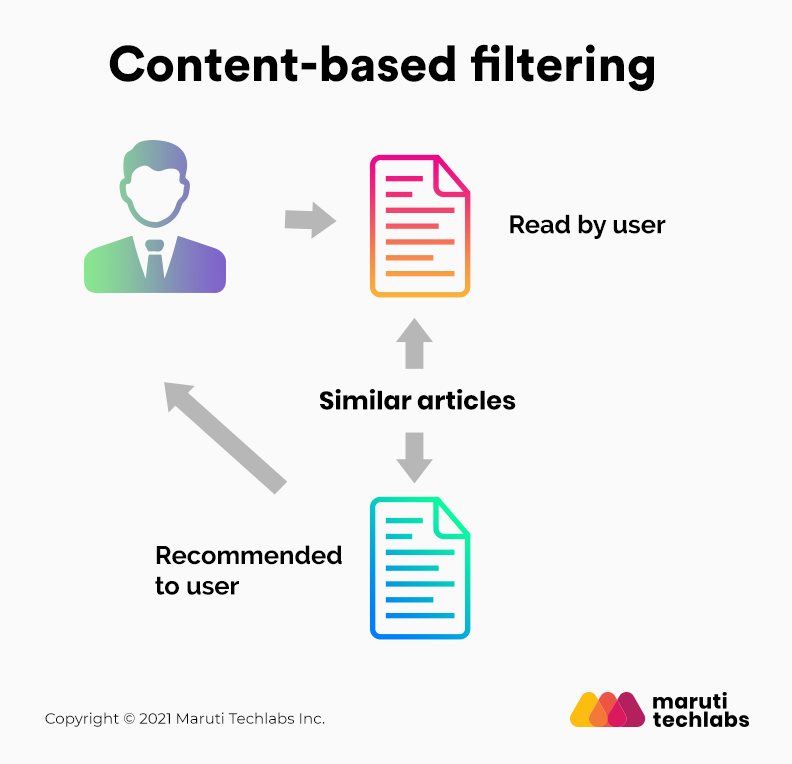 Content-based filtering
Read by user
Similar articles
Recommended
to user
Copyright © 2021 Maruti Techlabs Inc.
maruti
techlabs